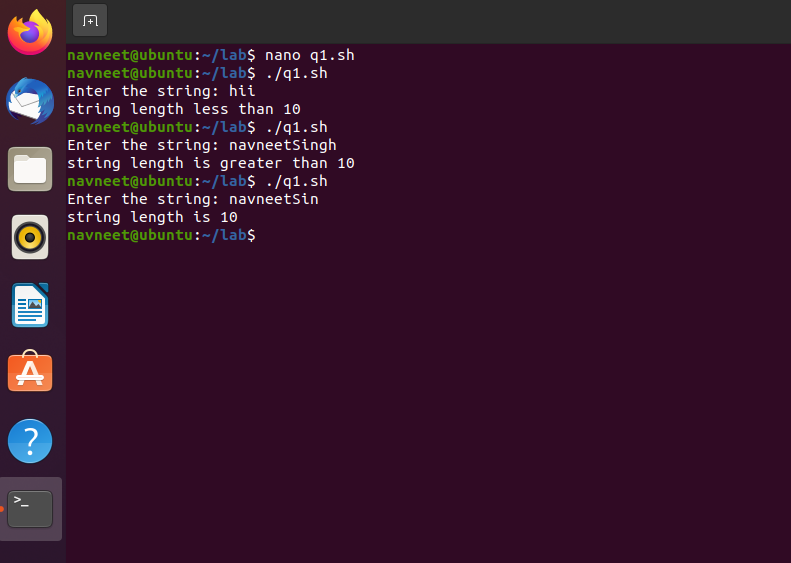 navneet@ubuntu:~/lab$ nano q1.sh
navneet@ubuntu:~/lab$ ./q1.sh
Enter the string: hii
string length less than 10
navneet@ubuntu:~/lab$ ./q1.sh
Enter the string: navneetSingh
string length is greater than 10
navneet@ubuntu:~/lab$ ./q1.sh
Enter the string: navneetSin
string length is 10
navneet@ubuntu:~/lab$